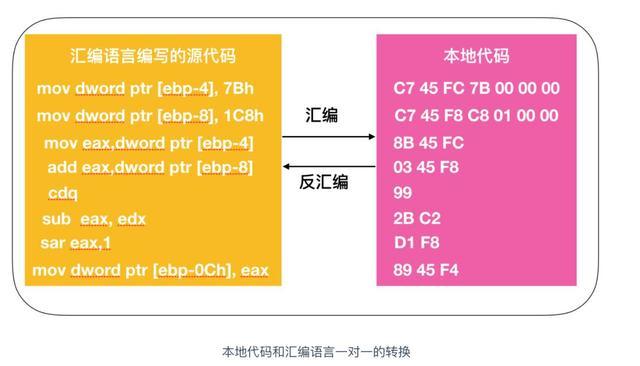 汇编语言编写的源代码
mov dword ptr [ebp-4], 7Bh
mov dword ptr [ebp-8], 1C8h
mov eax,dword ptr [ebp-4]
add eax,dword ptr [ebp-8]
cdq
sub eax, edx
sar eax,1
mov dword ptr [ebp-0Ch], eax
汇编
反汇编
本地代码
C7 45 FC 7B 00 00 00
C7 45 F8 C8 01 00 00
8B 45 FC
03 45 F8
99
2B C2
D1 F8
89 45 F4
本地代码和汇编语言一对一的转换